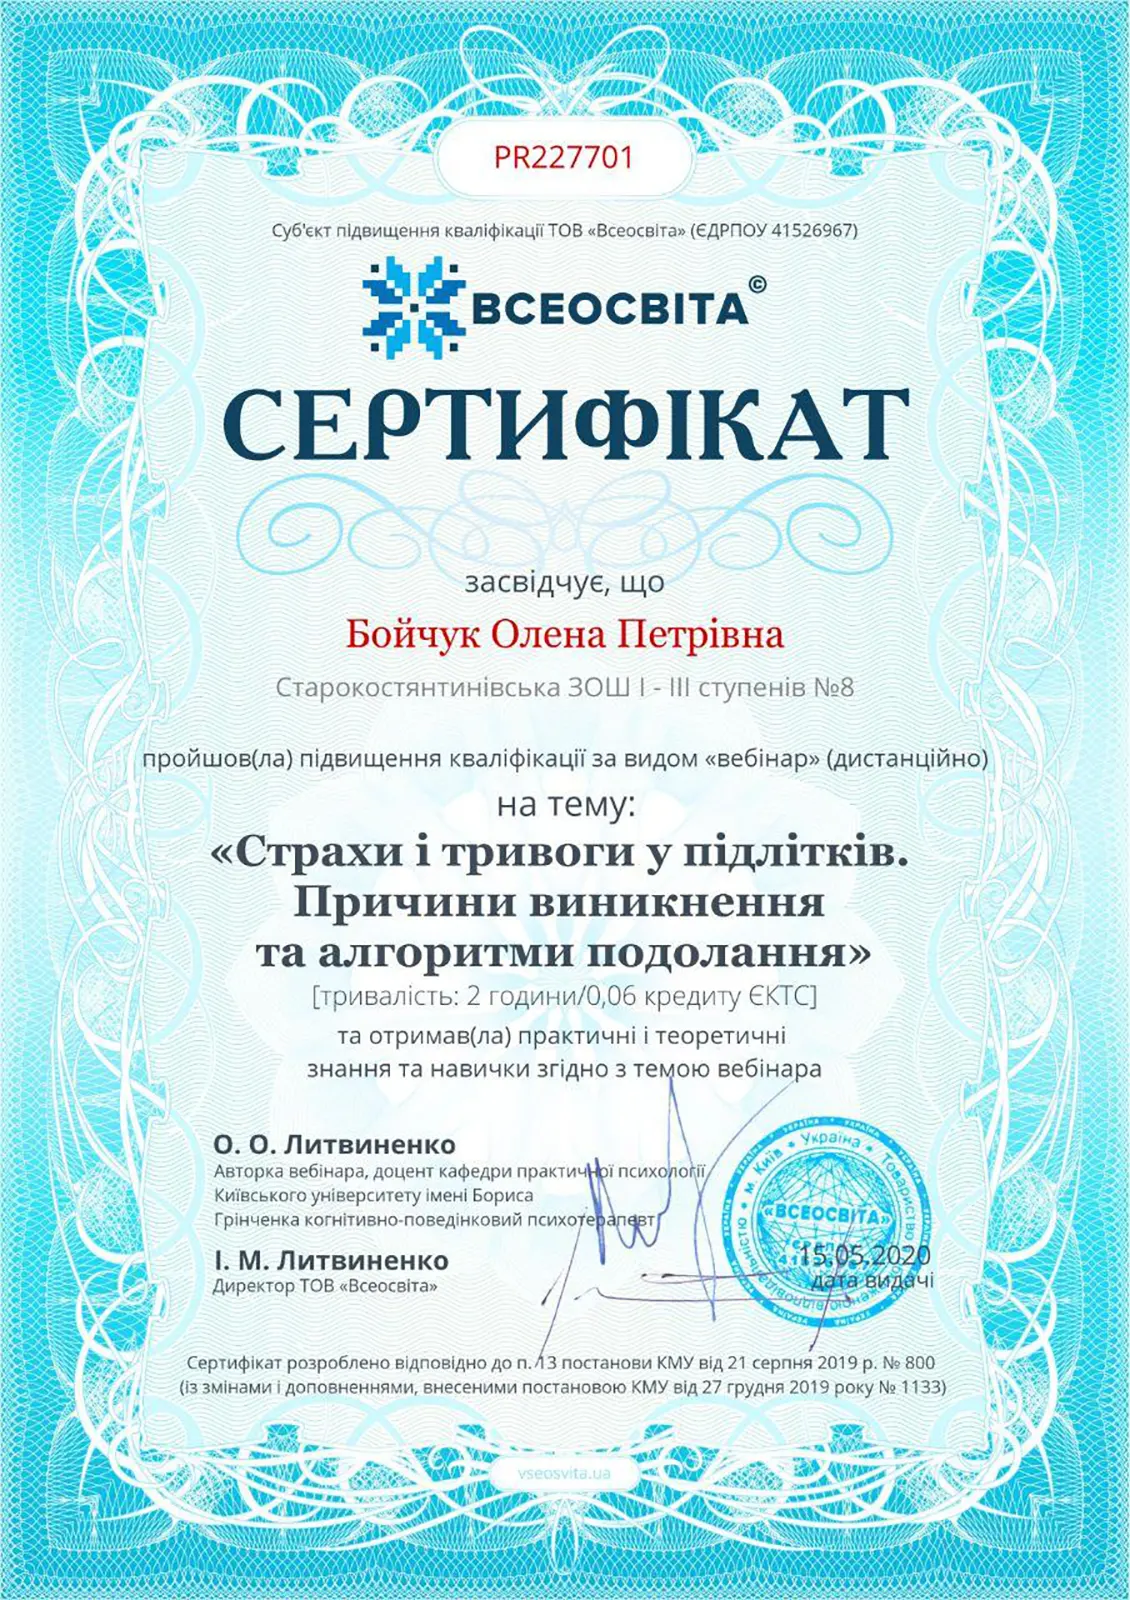 PR227701
Суб'єкт підвищення кваліфікації ТОВ «Всеосвіта» (ЄДРПОУ 41526967)
ВСЕОСВІТА©
СЕРТИФІКАТ
засвідчує, що
Бойчук Олена Петрівна
Старокостянтинівська ЗОШ І - ІІІ ступенів №8
пройшов(ла) підвищення кваліфікації за видом «вебінар» (дистанційно)
на тему:
«Страхи і тривоги у підлітків.
Причини виникнення
та алгоритми подолання»
[тривалість: 2 години/0,06 кредиту ЄКТС]
та отримав(ла) практичні і теоретичні
знання та навички згідно з темою вебінара
О. О. Литвиненко
Авторка вебінара, доцент кафедри практичної психології
Київського університету імені Бориса
Грінченка когнітивно-поведінковий психотерапевт
І. М. Литвиненко
Директор ТОВ «Всеосвіта»
м. Київ • Україна • Товариство
«ВСЕОСВІТА»
15.05.2020
дата видачі
Сертифікат розроблено відповідно до п. 13 постанови КМУ від 21 серпня 2019 р. № 800
(із змінами і доповненнями, внесеними постановою КМУ від 27 грудня 2019 року № 1133)
vseosvita.ua